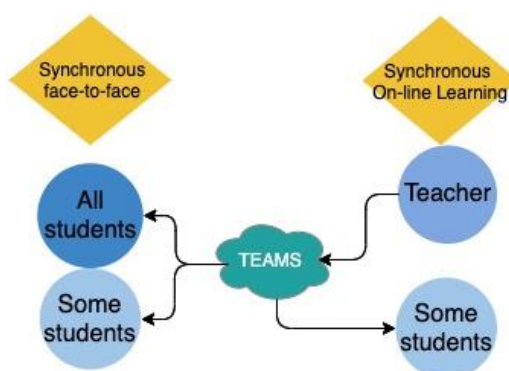 Synchronous
face-to-face
Synchronous
On-line Learning
All
students
Teacher
TEAMS
Some
students
Some
students